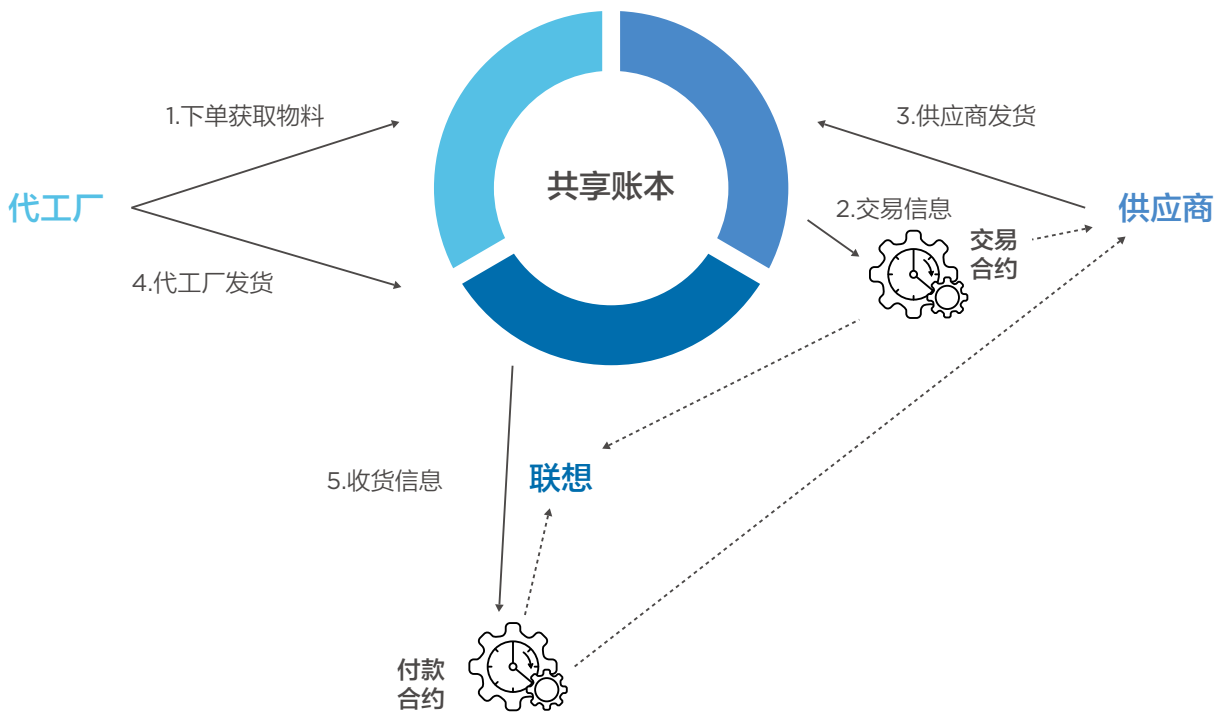 1.下单获取物料
3.供应商发货
共享账本
代工厂
2.交易信息
供应商
交易
合约
4.代工厂发货
5.收货信息
联想
付款
合约